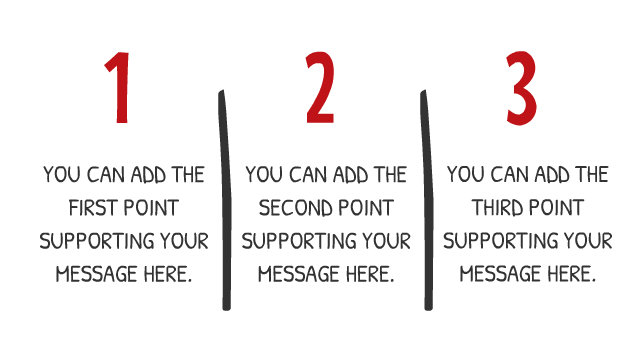 1
YOU CAN ADD THE
FIRST POINT
SUPPORTING YOUR
MESSAGE HERE.
2
YOU CAN ADD THE
SECOND POINT
SUPPORTING YOUR
MESSAGE HERE.
3
YOU CAN ADD THE
THIRD POINT
SUPPORTING YOUR
MESSAGE HERE.